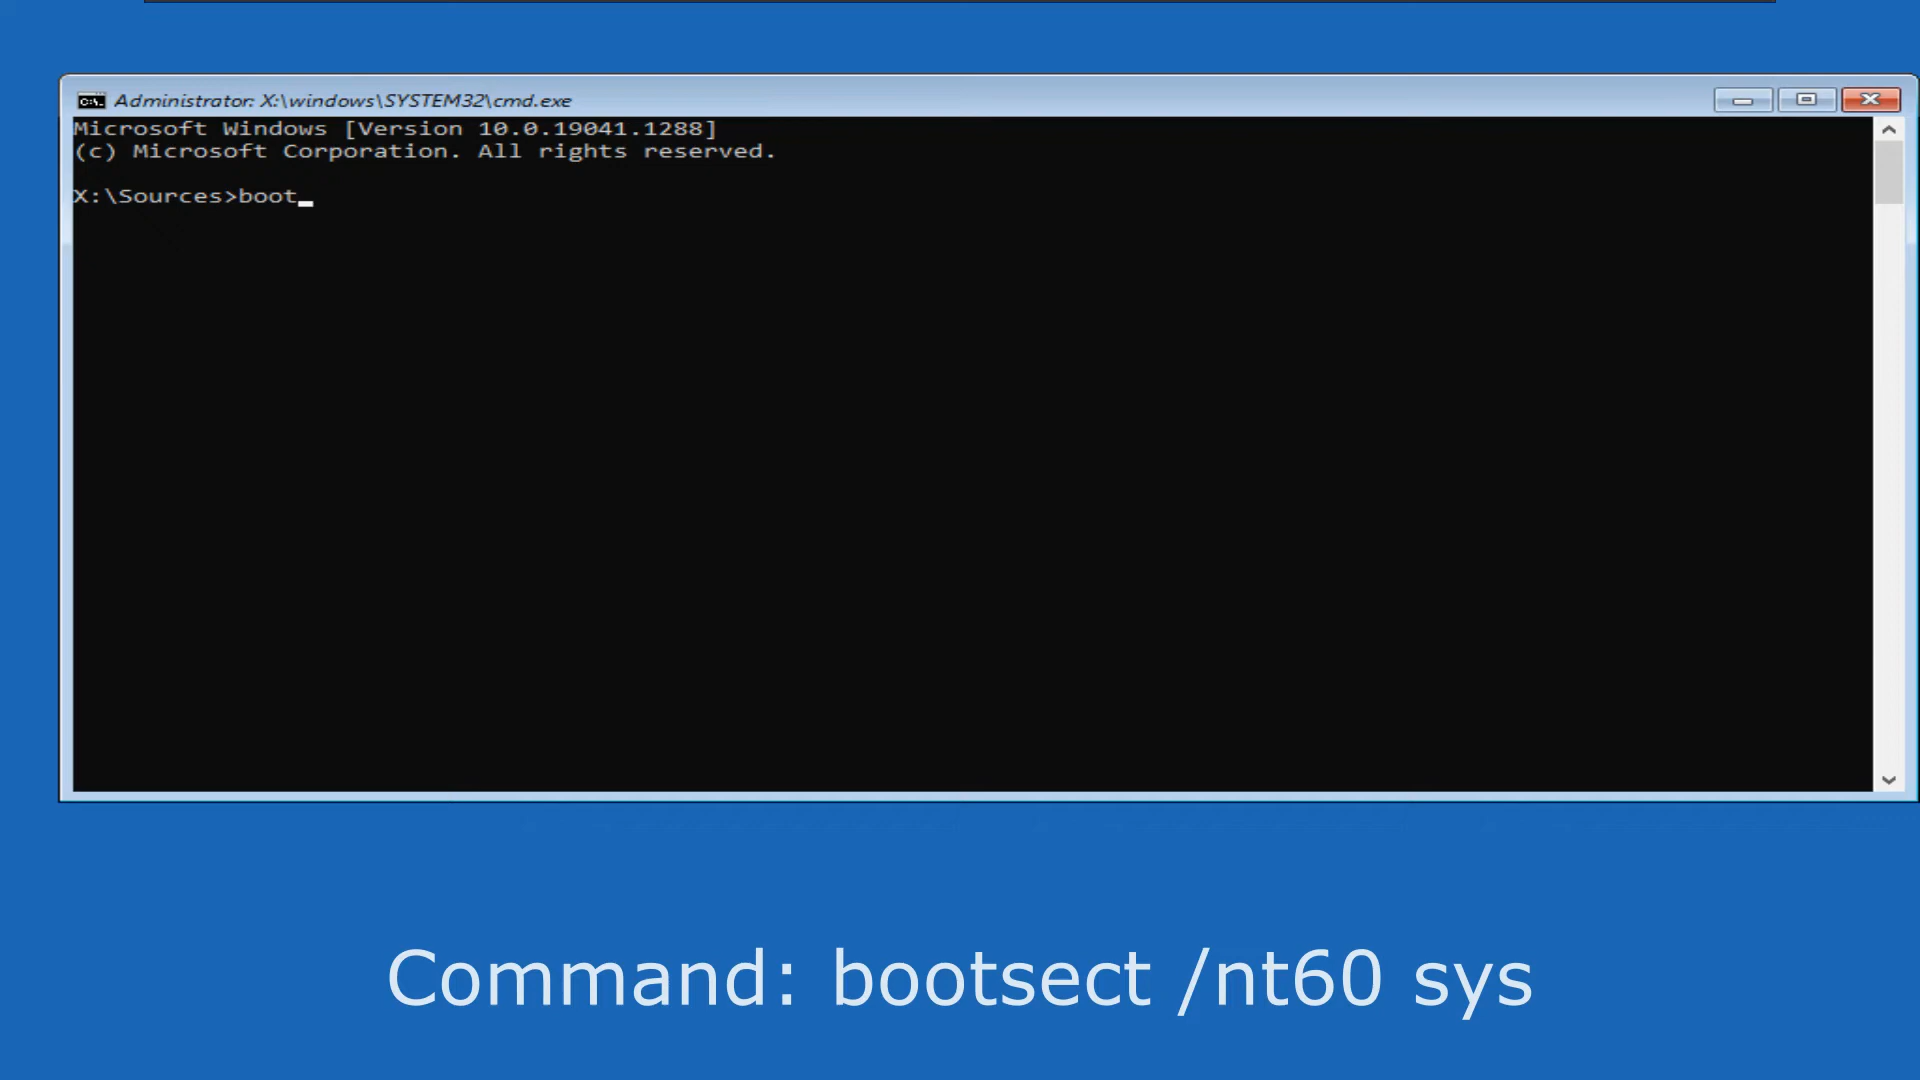 Administrator: X:\windows\SYSTEM32\cmd.exe
Microsoft Windows [Version 10.0.19041.1288]
(c) Microsoft Corporation. All rights reserved.
X:\Sources>boot_
Command: bootsect /nt60 sys